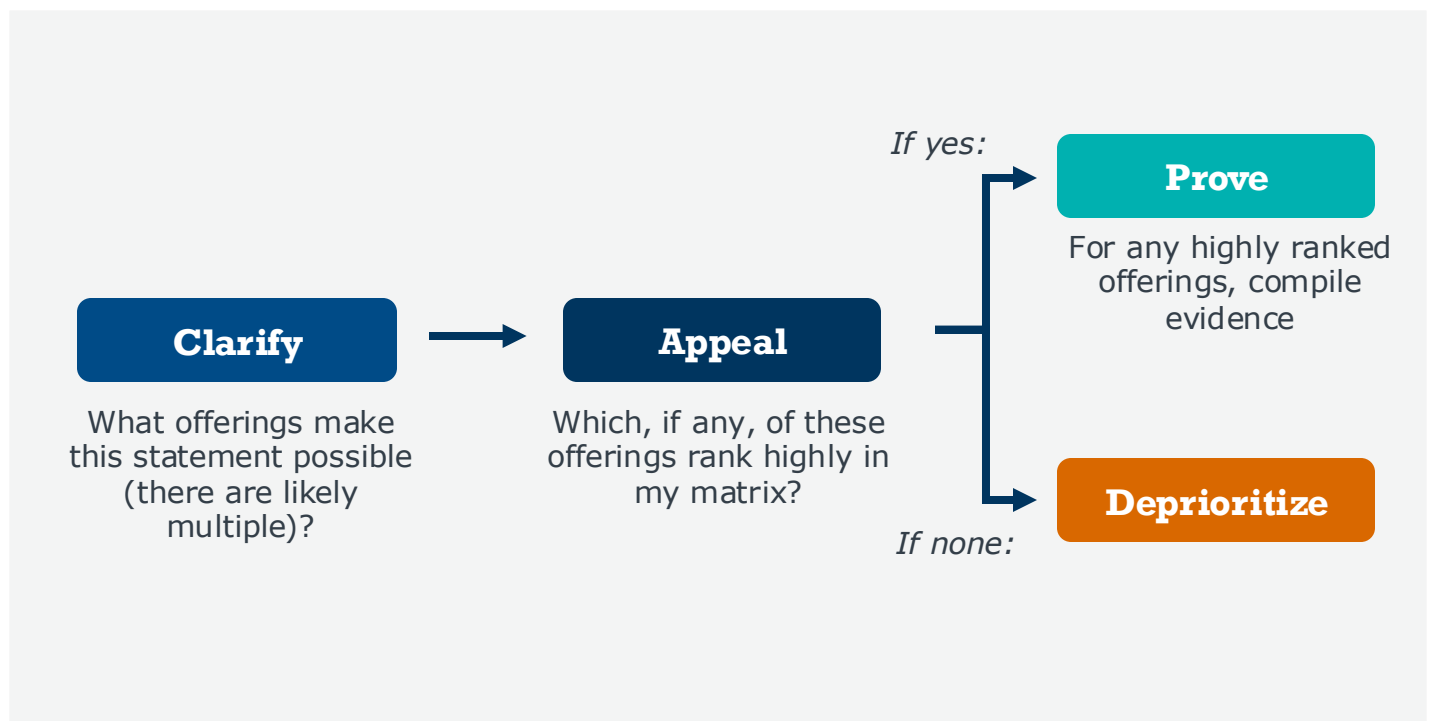 Clarify
What offerings make
this statement possible
(there are likely
multiple)?
Appeal
Which, if any, of these
offerings rank highly in
my matrix?
If yes:
Prove
For any highly ranked
offerings, compile
evidence
If none:
Deprioritize